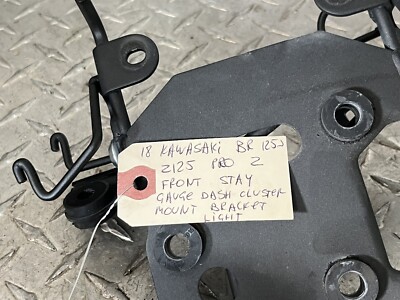 18 KAWASAKI BR 125J
Z125 PRO Z
FRONT STAY
GAUGE DASH CLUSTER
MOUNT BRACKET
LIGHT